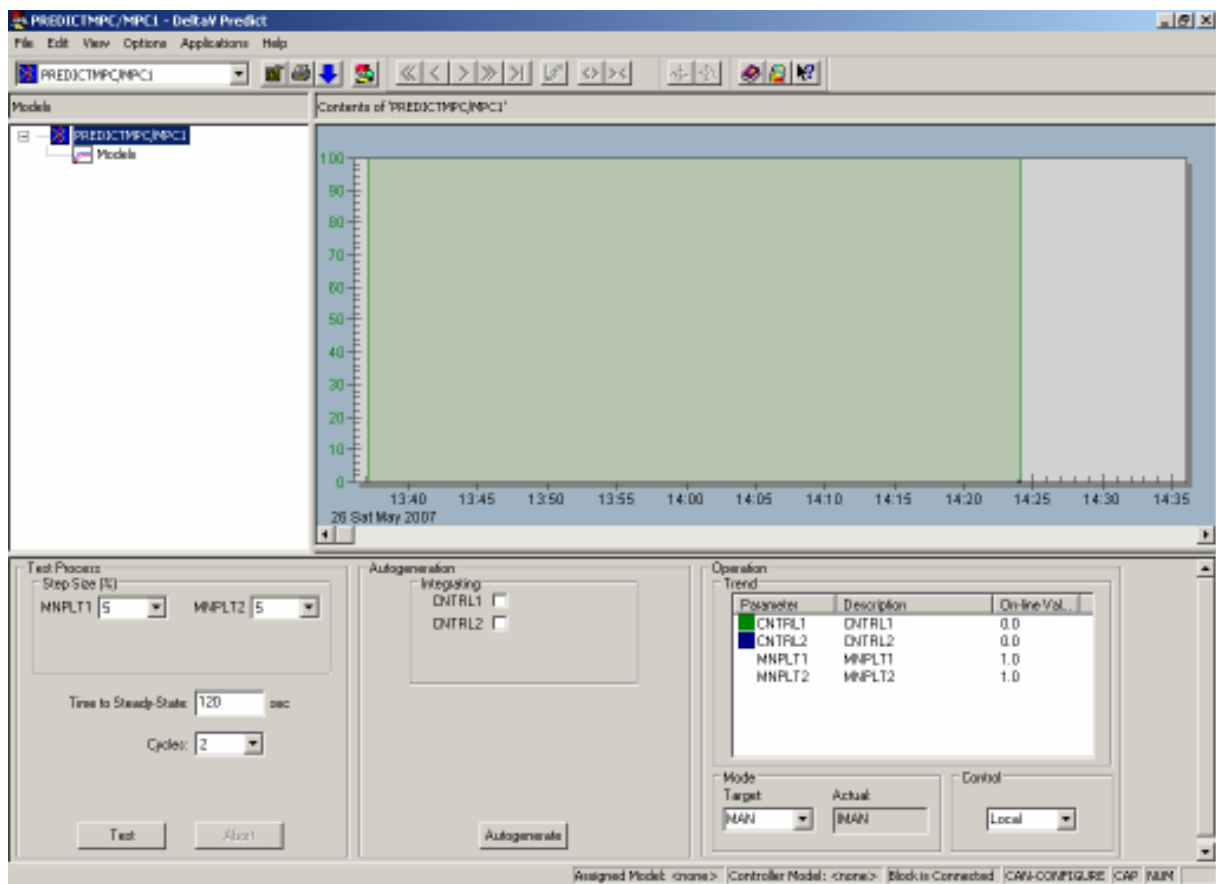 PREDICTMPC/MPC1 - DeltaV Predict
File Edit View Options Applications Help
PREDICTMPC/MPC1
Models
Contents of 'PREDICTMPC/MPC1'
PREDICTMPC/MPC1
Models
100
90
80
70
60
50
40
30
20
10
0
13:40 13:45 13:50 13:55 14:00 14:05 14:10 14:15 14:20 14:25 14:30 14:35
26 Sat May 2007
Test Process
Step Size [%]
MNPLT1 5 MNPLT2 5
Time to Steady-State: 120 sec
Cycles: 2
Test Abort
Autogeneration
Integrating
CNTRL1
CNTRL2
Autogenerate
Operation
Trend
Parameter Description On-line Val...
CNTRL1 CNTRL1 0.0
CNTRL2 CNTRL2 0.0
MNPLT1 MNPLT1 1.0
MNPLT2 MNPLT2 1.0
Mode
Target: Actual:
MAN IMAN
Control
Local
Assigned Model: <none> Controller Model: <none> Block is Connected CAN-CONFIGURE CAP NUM